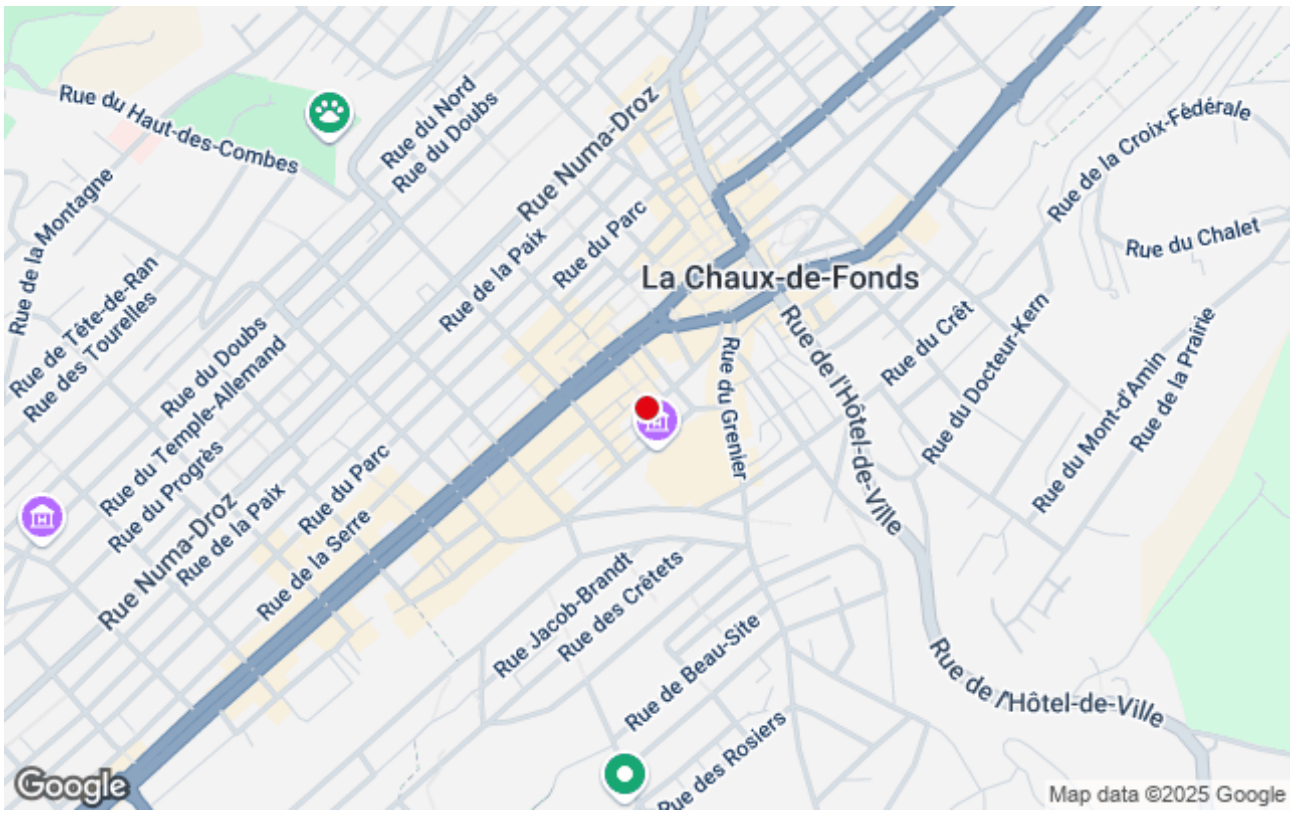 Rue du Haut-des-Combes
Rue du Nord
Rue du Doubs
Rue Numa-Droz
Rue de la Croix-Fédérale
Rue de la Montagne
Rue du Parc
Rue de la Paix
Rue du Chalet
La Chaux-de-Fonds
Rue de Tête-de-Ran
Rue des Tourelles
Rue du Doubs
Rue du Temple-Allemand
Rue du Progrès
Rue de l'Hôtel-de-Ville
Rue du Crêt
Rue du Docteur-Kern
Rue du Mont-d'Amin
Rue de la Prairie
Rue du Grenier
Rue du Parc
Rue de la Paix
Rue Numa-Droz
Rue de la Serre
Rue Jacob-Brandt
Rue des Crêtets
Rue de Beau-Site
Rue de l'Hôtel-de-Ville
Rue des Rosiers
Google
Map data ©2025 Google